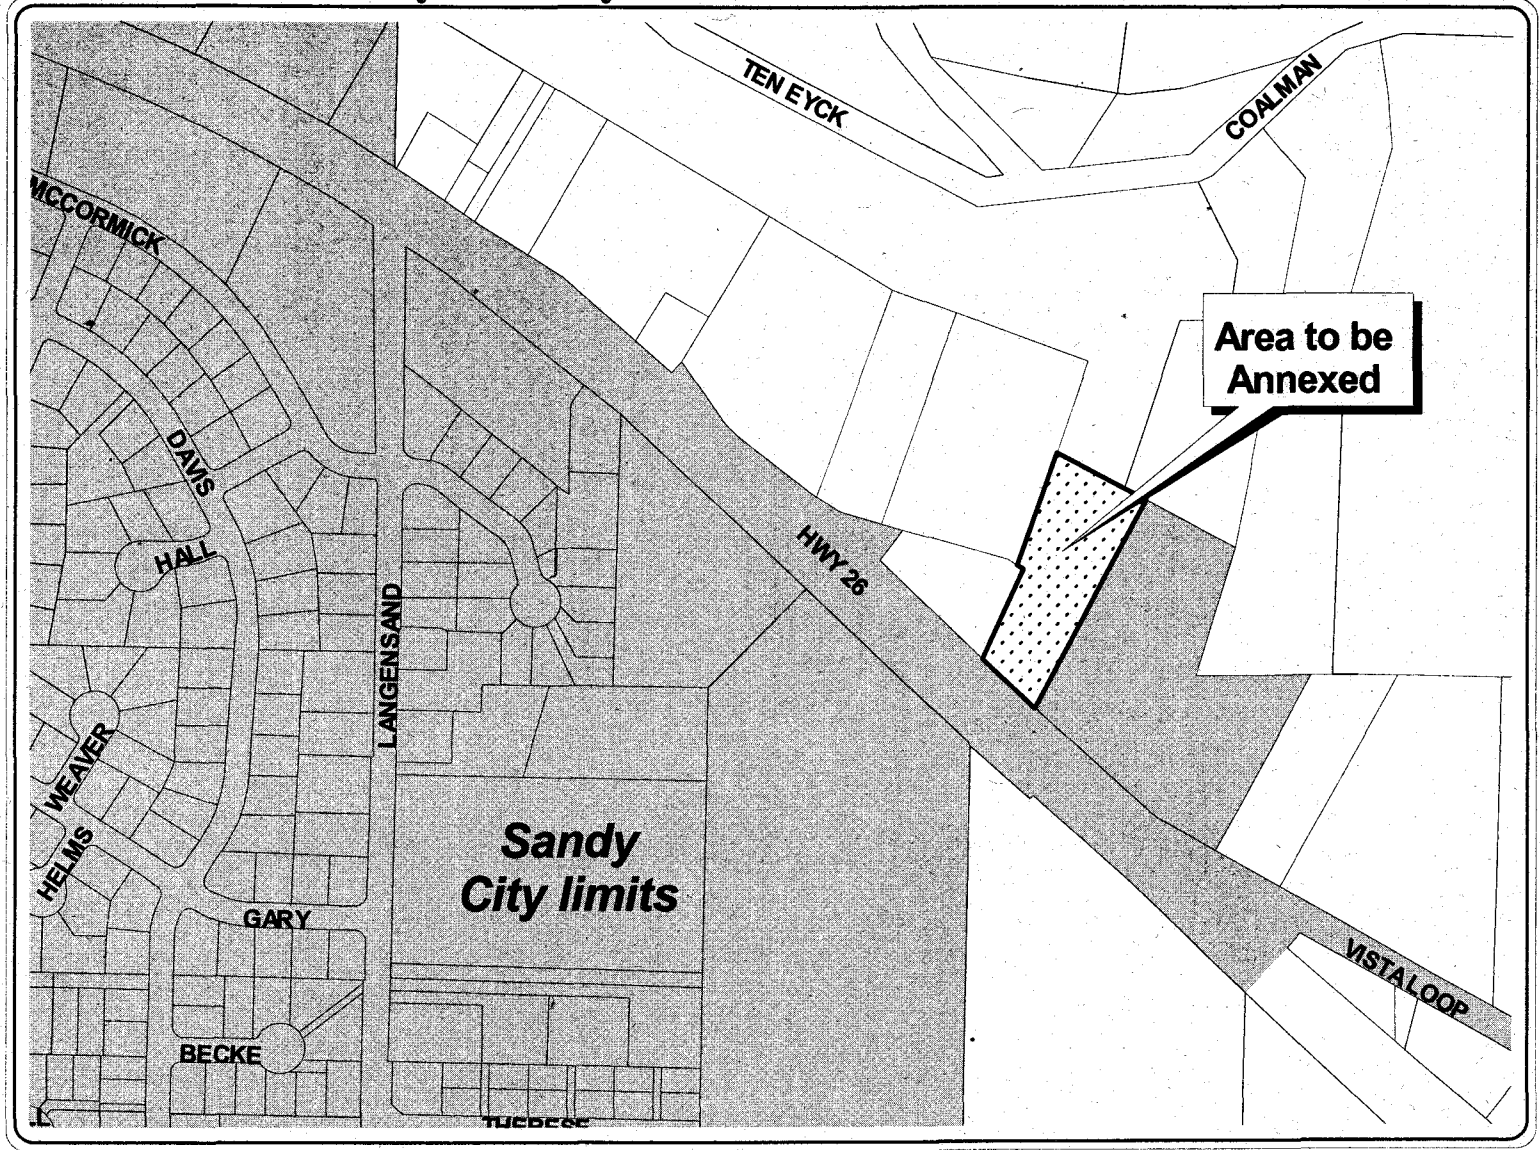 TEN EYCK
COALMAN
MCCORMICK
Area to be
Annexed
DAVIS
HWY 26
HALL
LANGENSAND
WEAVER
Sandy
City limits
HELMS
GARY
VISTA LOOP
BECKE
THERESE